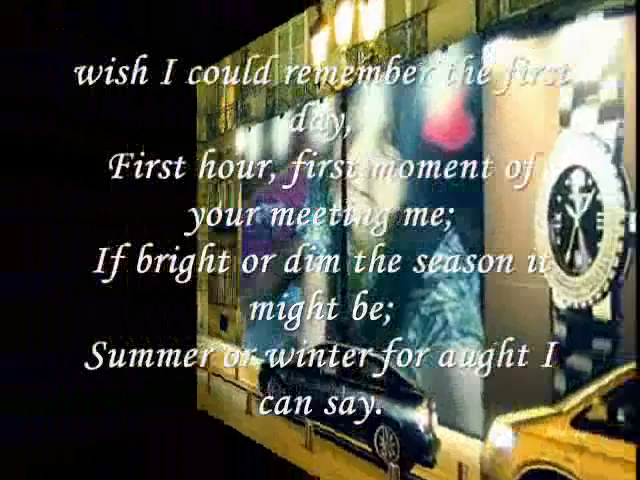 wish I could remember the first
day,
First hour, first moment of
your meeting me;
If bright or dim the season it
might be;
Summer or winter for aught I
can say.